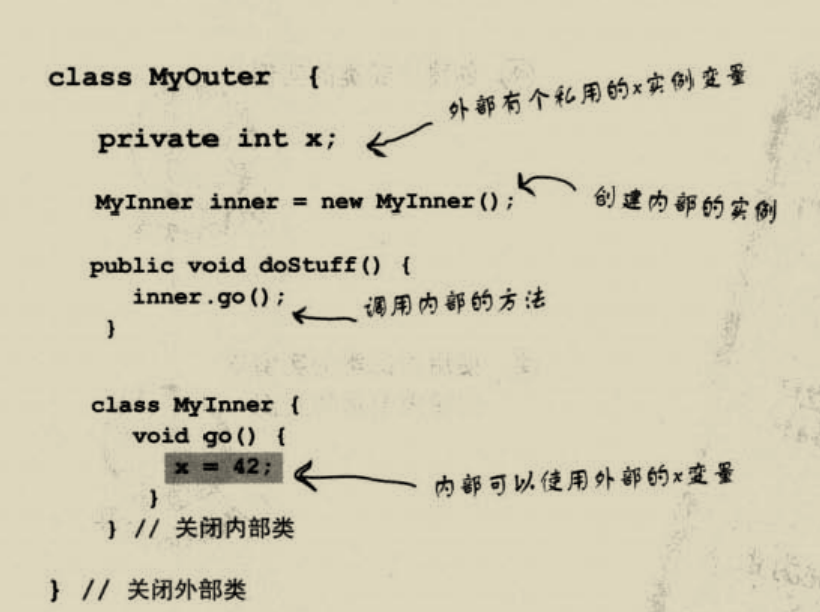 class MyOuter {
外部有个私用的x实例变量
private int x;
MyInner inner = new MyInner();
创建内部的实例
public void doStuff() {
inner.go();
调用内部的方法
}
class MyInner {
void go() {
x = 42;
内部可以使用外部的x变量
}
} // 关闭内部类
} // 关闭外部类